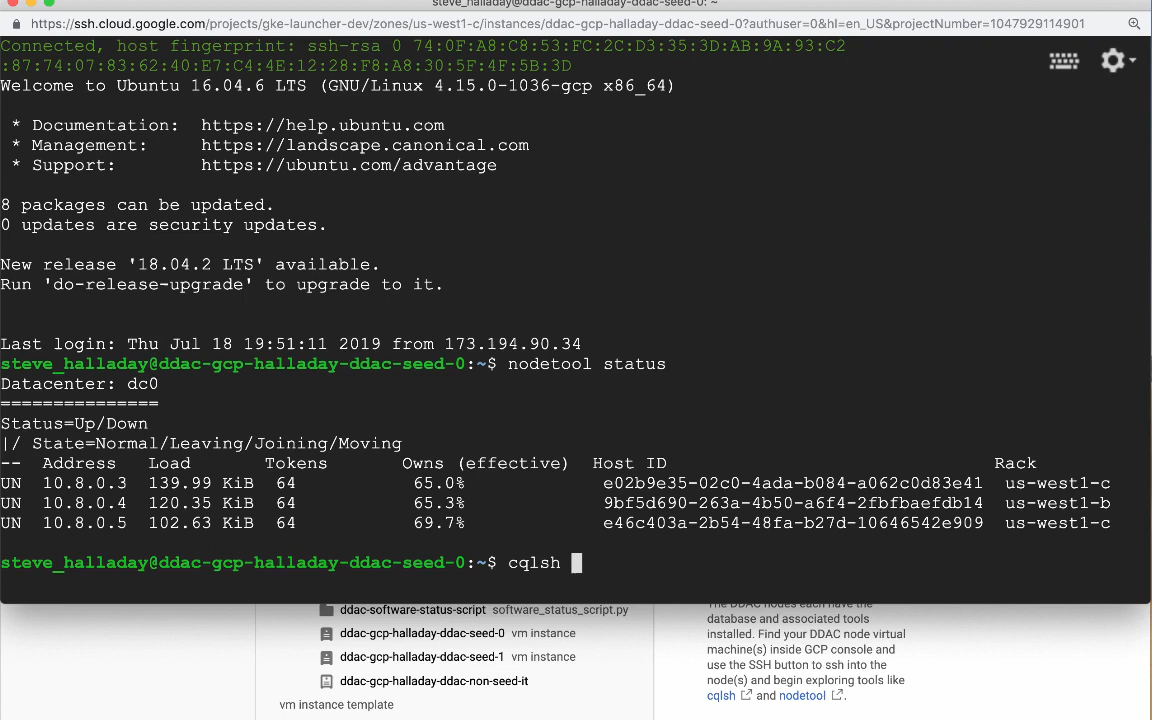 steve_halladay@ddac-gcp-halladay-ddac-seed-0: ~
https://ssh.cloud.google.com/projects/gke-launcher-dev/zones/us-west1-c/instances/ddac-gcp-halladay-ddac-seed-0?authuser=0&hl=en_US&projectNumber=1047929114901
Connected, host fingerprint: ssh-rsa 0 74:0F:A8:C8:53:FC:2C:D3:35:3D:AB:9A:93:C2
:87:74:07:83:62:40:E7:C4:4E:12:28:F8:A8:30:5F:4F:5B:3D
Welcome to Ubuntu 16.04.6 LTS (GNU/Linux 4.15.0-1036-gcp x86_64)
* Documentation: https://help.ubuntu.com
* Management: https://landscape.canonical.com
* Support: https://ubuntu.com/advantage
8 packages can be updated.
0 updates are security updates.
New release '18.04.2 LTS' available.
Run 'do-release-upgrade' to upgrade to it.
Last login: Thu Jul 18 19:51:11 2019 from 173.194.90.34
steve_halladay@ddac-gcp-halladay-ddac-seed-0:~$ nodetool status
Datacenter: dc0
===============
Status=Up/Down
|/ State=Normal/Leaving/Joining/Moving
-- Address Load Tokens Owns (effective) Host ID Rack
UN 10.8.0.3 139.99 KiB 64 65.0% e02b9e35-02c0-4ada-b084-a062c0d83e41 us-west1-c
UN 10.8.0.4 120.35 KiB 64 65.3% 9bf5d690-263a-4b50-a6f4-2fbfbaefdb14 us-west1-b
UN 10.8.0.5 102.63 KiB 64 69.7% e46c403a-2b54-48fa-b27d-10646542e909 us-west1-c
steve_halladay@ddac-gcp-halladay-ddac-seed-0:~$ cqlsh
ddac-software-status-script software_status_script.py
ddac-gcp-halladay-ddac-seed-0 vm instance
ddac-gcp-halladay-ddac-seed-1 vm instance
ddac-gcp-halladay-ddac-non-seed-it
vm instance template
The DDAC nodes each have the
database and associated tools
installed. Find your DDAC node virtual
machine(s) inside GCP console and
use the SSH button to ssh into the
node(s) and begin exploring tools like
cqlsh and nodetool .